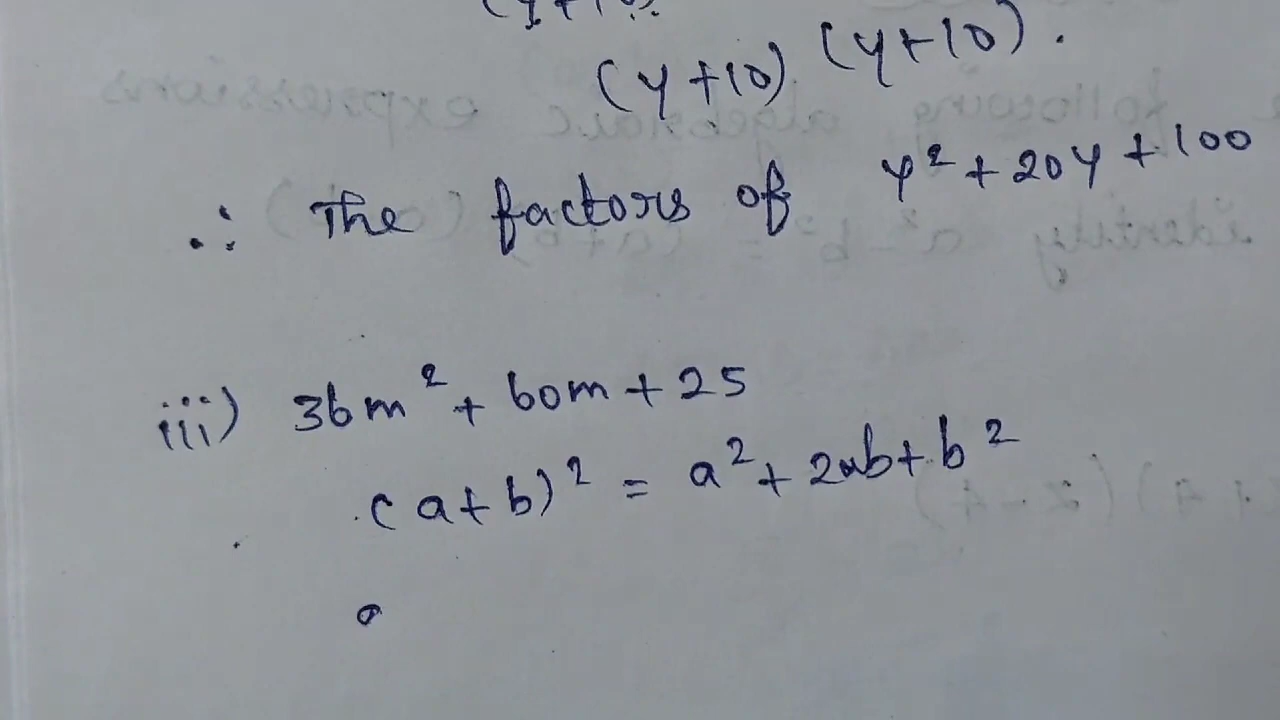 (y+10) (y+10).
∴ The factors of y² + 20y + 100
iii) 36m² + 60m + 25
(a+b)² = a² + 2ab + b²
a